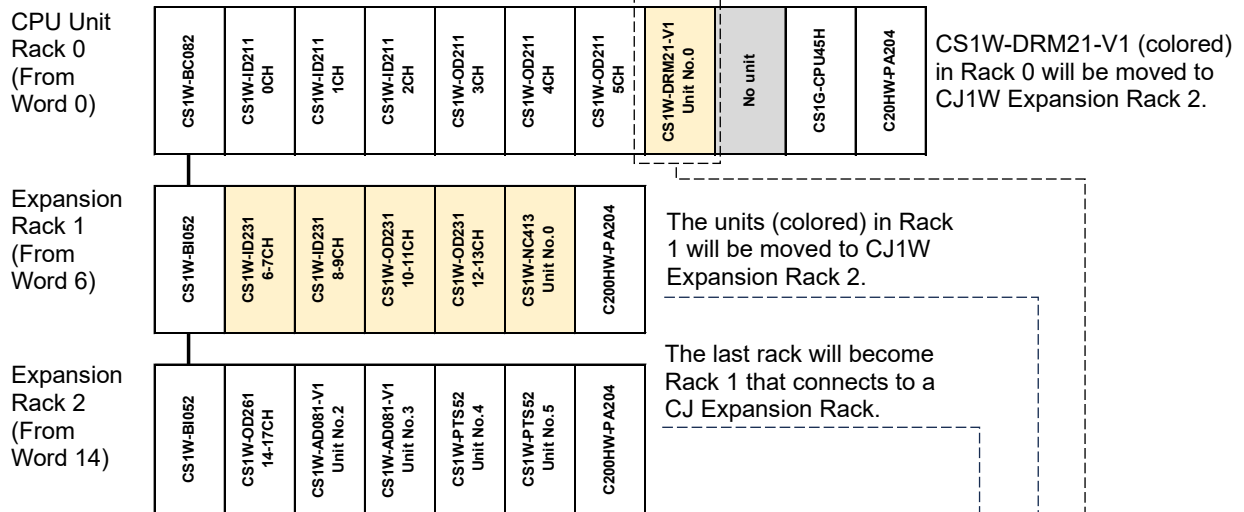 CPU Unit
Rack 0
(From
Word 0)
CS1W-BC082
CS1W-ID211
0CH
CS1W-ID211
1CH
CS1W-ID211
2CH
CS1W-OD211
3CH
CS1W-OD211
4CH
CS1W-OD211
5CH
CS1W-DRM21-V1
Unit No.0
No unit
CS1G-CPU45H
C20HW-PA204
CS1W-DRM21-V1 (colored)
in Rack 0 will be moved to
CJ1W Expansion Rack 2.
Expansion
Rack 1
(From
Word 6)
CS1W-BI052
CS1W-ID231
6-7CH
CS1W-ID231
8-9CH
CS1W-OD231
10-11CH
CS1W-OD231
12-13CH
CS1W-NC413
Unit No.0
C200HW-PA204
The units (colored) in Rack
1 will be moved to CJ1W
Expansion Rack 2.
Expansion
Rack 2
(From
Word 14)
CS1W-BI052
CS1W-OD261
14-17CH
CS1W-AD081-V1
Unit No.2
CS1W-AD081-V1
Unit No.3
CS1W-PTS52
Unit No.4
CS1W-PTS52
Unit No.5
C200HW-PA204
The last rack will become
Rack 1 that connects to a
CJ Expansion Rack.